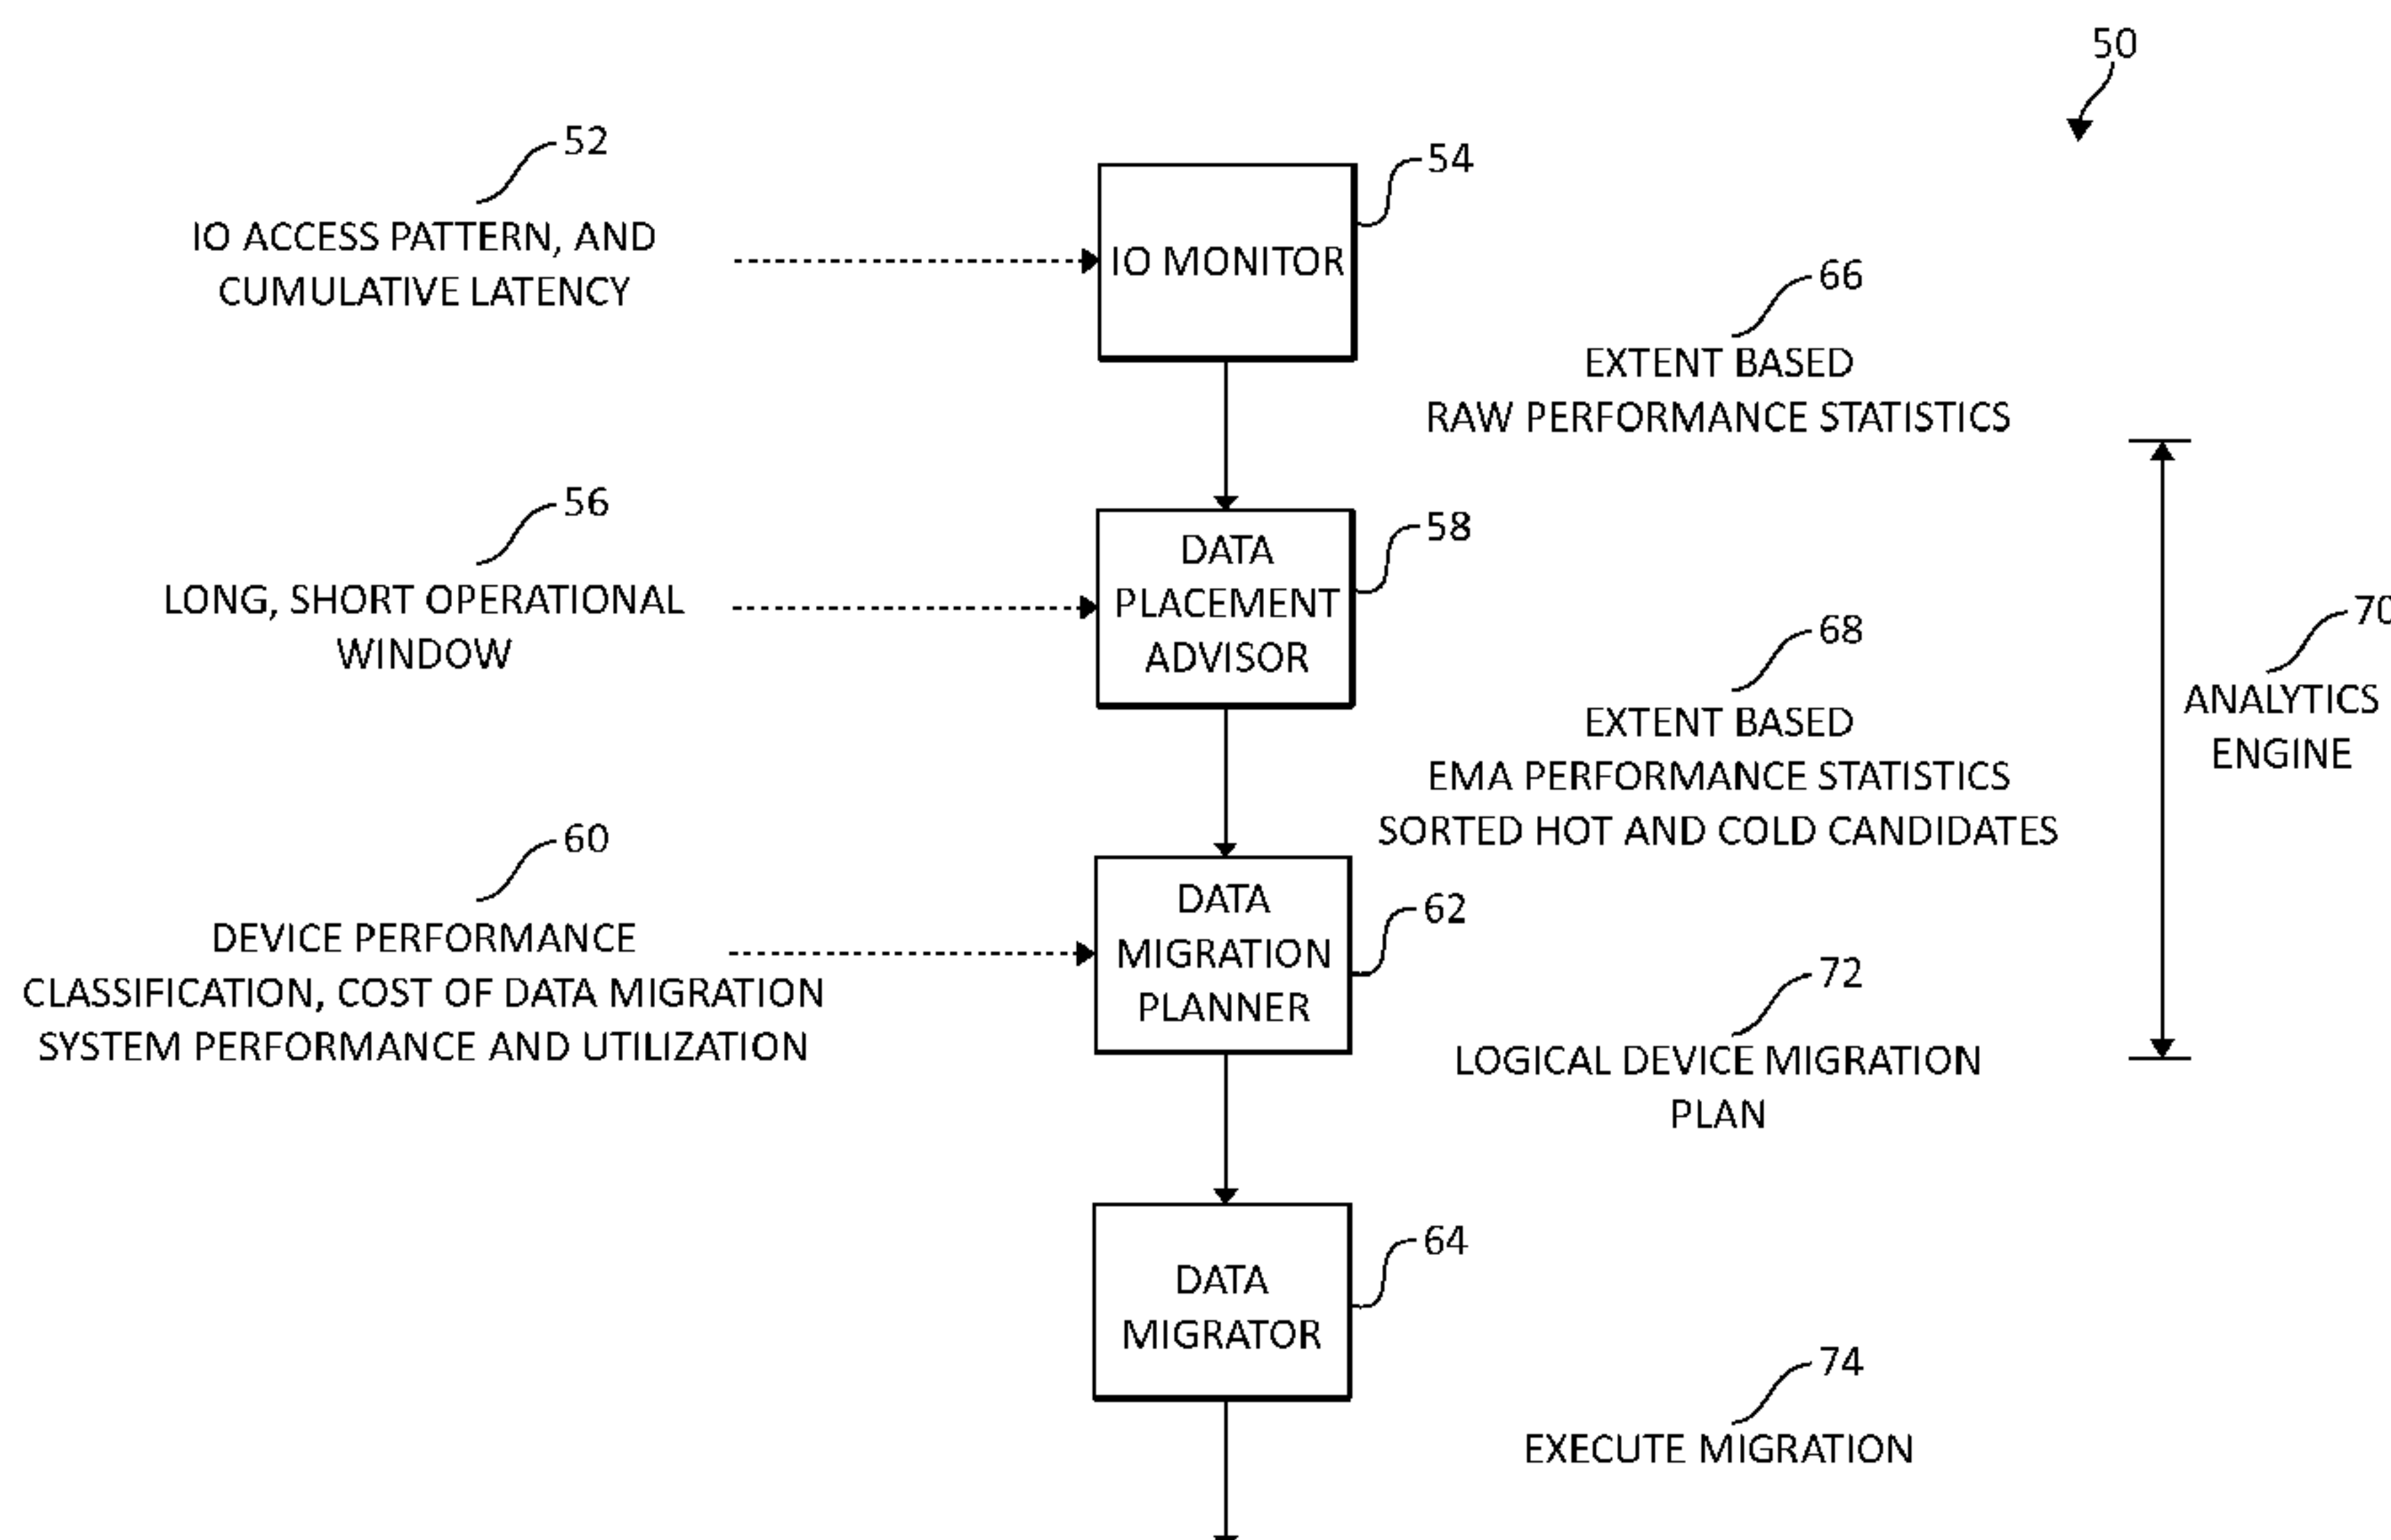 50
52
IO ACCESS PATTERN, AND
CUMULATIVE LATENCY
54
IO MONITOR
66
EXTENT BASED
RAW PERFORMANCE STATISTICS
56
LONG, SHORT OPERATIONAL
WINDOW
58
DATA
PLACEMENT
ADVISOR
68
EXTENT BASED
EMA PERFORMANCE STATISTICS
SORTED HOT AND COLD CANDIDATES
70
ANALYTICS
ENGINE
60
DEVICE PERFORMANCE
CLASSIFICATION, COST OF DATA MIGRATION
SYSTEM PERFORMANCE AND UTILIZATION
62
DATA
MIGRATION
PLANNER
72
LOGICAL DEVICE MIGRATION
PLAN
64
DATA
MIGRATOR
74
EXECUTE MIGRATION